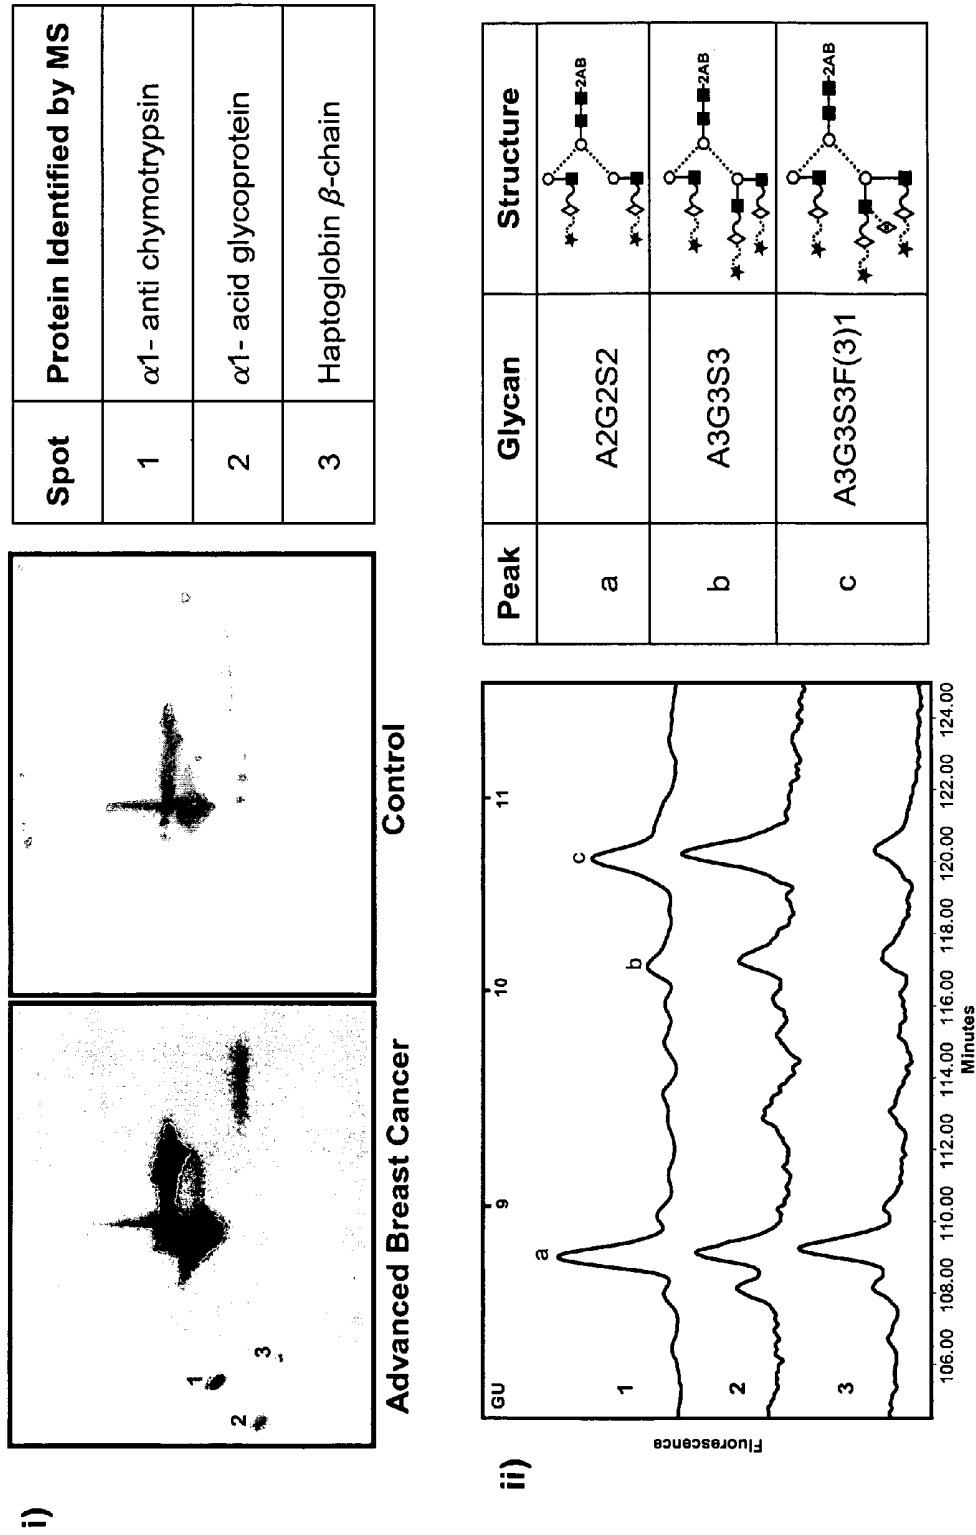 i)
1
2
3
Advanced Breast Cancer
Control
Spot Protein Identified by MS
1 α1- anti chymotrypsin
2 α1- acid glycoprotein
3 Haptoglobin β-chain
ii)
Fluorescence
GU
9 10 11
a b c
1
2
3
106.00 108.00 110.00 112.00 114.00 116.00 118.00 120.00 122.00 124.00
Minutes
Peak Glycan Structure
a A2G2S2 2AB
b A3G3S3 2AB
c A3G3S3F(3)1 2AB